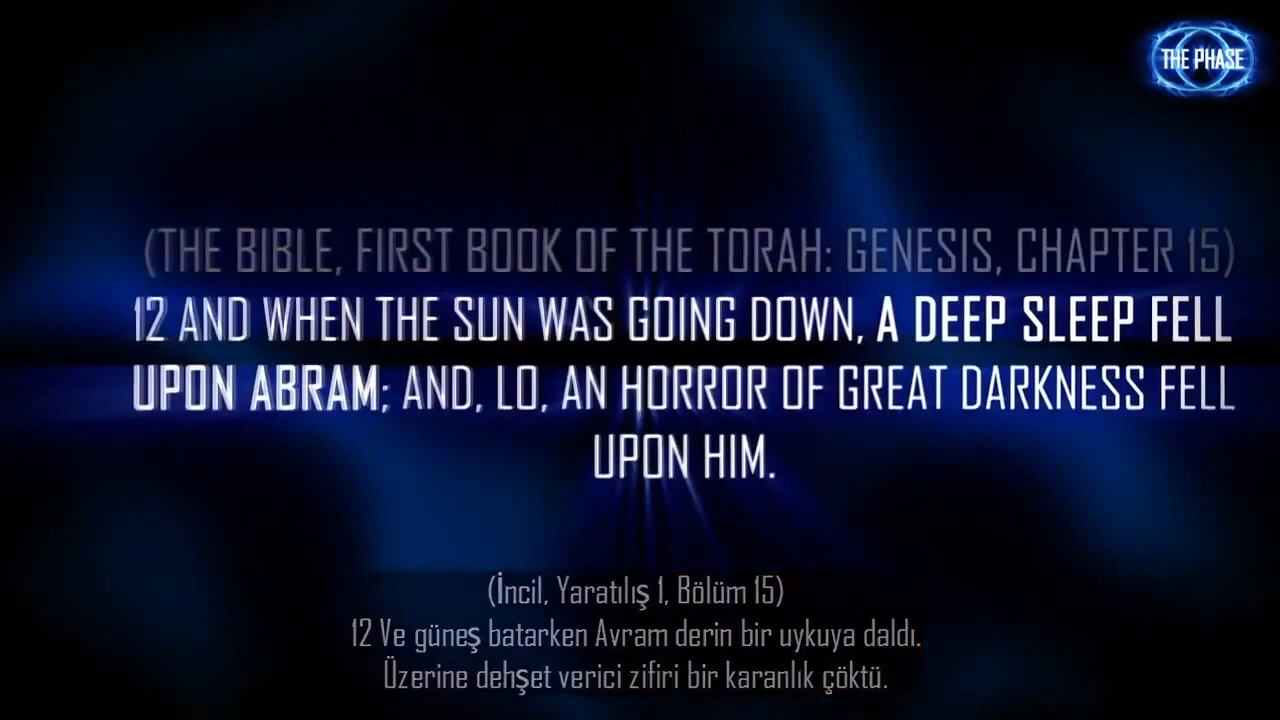 THE PHASE
(THE BIBLE, FIRST BOOK OF THE TORAH: GENESIS, CHAPTER 15)
12 AND WHEN THE SUN WAS GOING DOWN, A DEEP SLEEP FELL
UPON ABRAM; AND, LO, AN HORROR OF GREAT DARKNESS FELL
UPON HIM.
(İncil, Yaratılış 1, Bölüm 15)
12 Ve güneş batarken Avram derin bir uykuya daldı.
Üzerine dehşet verici zifiri bir karanlık çöktü.